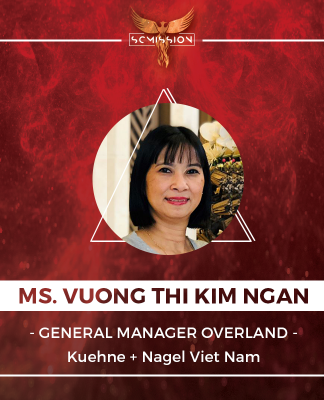 SCMISSION
MS. VUONG THI KIM NGAN
- GENERAL MANAGER OVERLAND -
Kuehne + Nagel Viet Nam